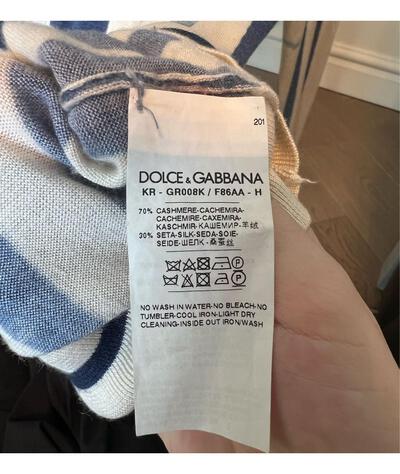 201
DOLCE & GABBANA
KR - GR008K / F86AA - H
70% CASHMERE-CACHEMIRA-
CACHEMIRE-CAXEMIRA-
KASCHMIR-КАШЕМИР-羊绒
30% SETA-SILK-SEDA-SOIE-
SEIDE-ШЕЛК-桑蚕丝
P
P
NO WASH IN WATER-NO BLEACH-NO
TUMBLER-COOL IRON-LIGHT DRY
CLEANING-INSIDE OUT IRON/WASH